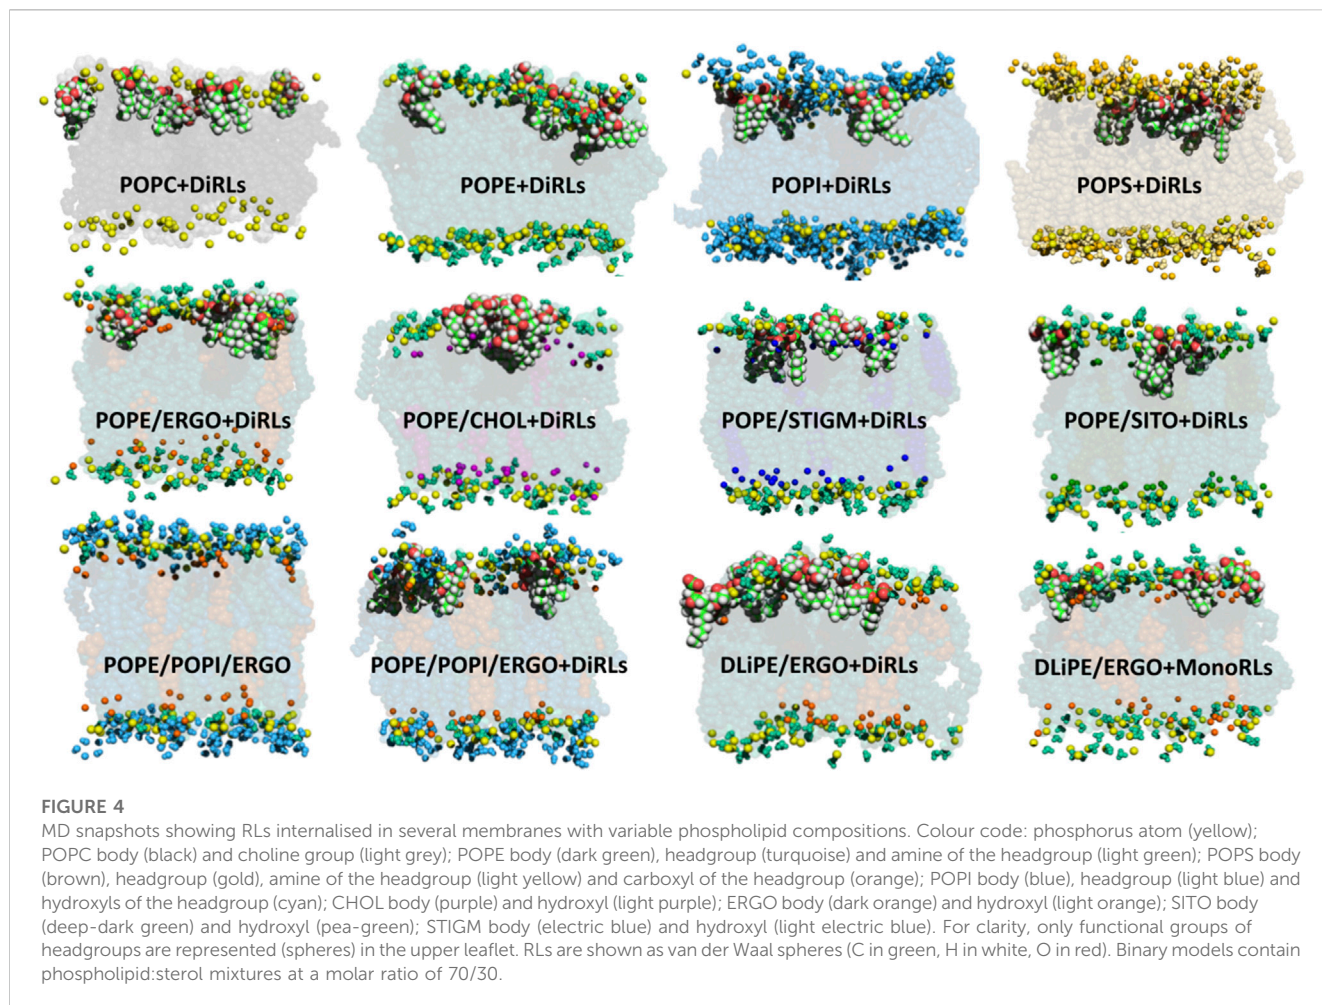 POPC+DiRLs
POPE+DiRLs
POPI+DiRLs
POPS+DiRLs
POPE/ERGO+DiRLs
POPE/CHOL+DiRLs
POPE/STIGM+DiRLs
POPE/SITO+DiRLs
POPE/POPI/ERGO
POPE/POPI/ERGO+DiRLs
DLiPE/ERGO+DiRLs
DLiPE/ERGO+MonoRLs
FIGURE 4
MD snapshots showing RLs internalised in several membranes with variable phospholipid compositions. Colour code: phosphorus atom (yellow);
POPC body (black) and choline group (light grey); POPE body (dark green), headgroup (turquoise) and amine of the headgroup (light green); POPS body
(brown), headgroup (gold), amine of the headgroup (light yellow) and carboxyl of the headgroup (orange); POPI body (blue), headgroup (light blue) and
hydroxyls of the headgroup (cyan); CHOL body (purple) and hydroxyl (light purple); ERGO body (dark orange) and hydroxyl (light orange); SITO body
(deep-dark green) and hydroxyl (pea-green); STIGM body (electric blue) and hydroxyl (light electric blue). For clarity, only functional groups of
headgroups are represented (spheres) in the upper leaflet. RLs are shown as van der Waal spheres (C in green, H in white, O in red). Binary models contain
phospholipid:sterol mixtures at a molar ratio of 70/30.